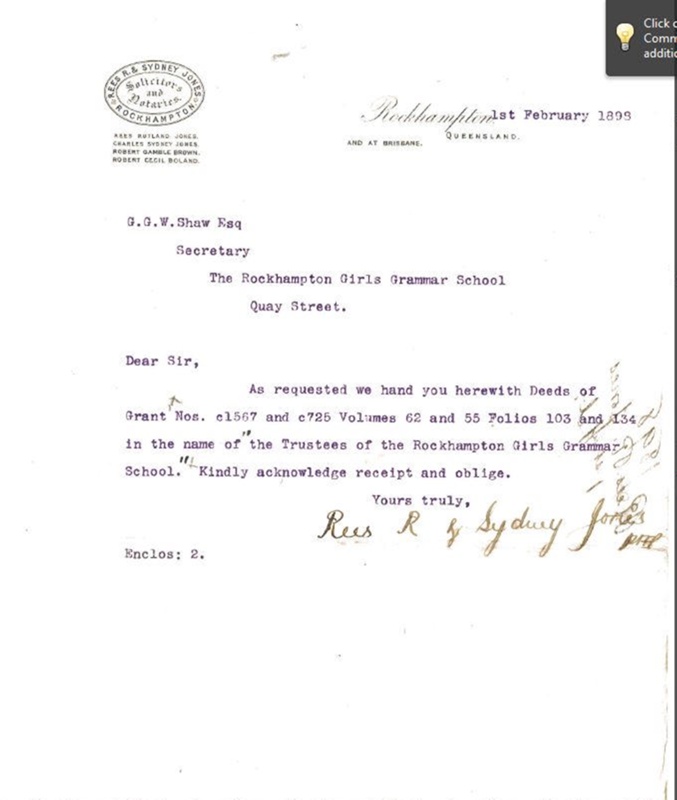 Click
Comm
additio
REES R. & SYDNEY JONES
Solicitors
and
Notaries.
ROCKHAMPTON
REES RUTLAND JONES.
CHARLES SYDNEY JONES.
ROBERT GAMBLE BROWN.
ROBERT CECIL BOLAND.
Rockhampton 1st February 1898
QUEENSLAND.
AND AT BRISBANE.
G.G.W.Shaw Esq
Secretary
The Rockhampton Girls Grammar School
Quay Street.
Dear Sir,
As requested we hand you herewith Deeds of
Grant Nos. c1567 and c725 Volumes 62 and 55 Folios 103 and 134
in the name of "the Trustees of the Rockhampton Girls Grammar
School." Kindly acknowledge receipt and oblige.
Yours truly,
Rees R & Sydney Jones
Enclos: 2.